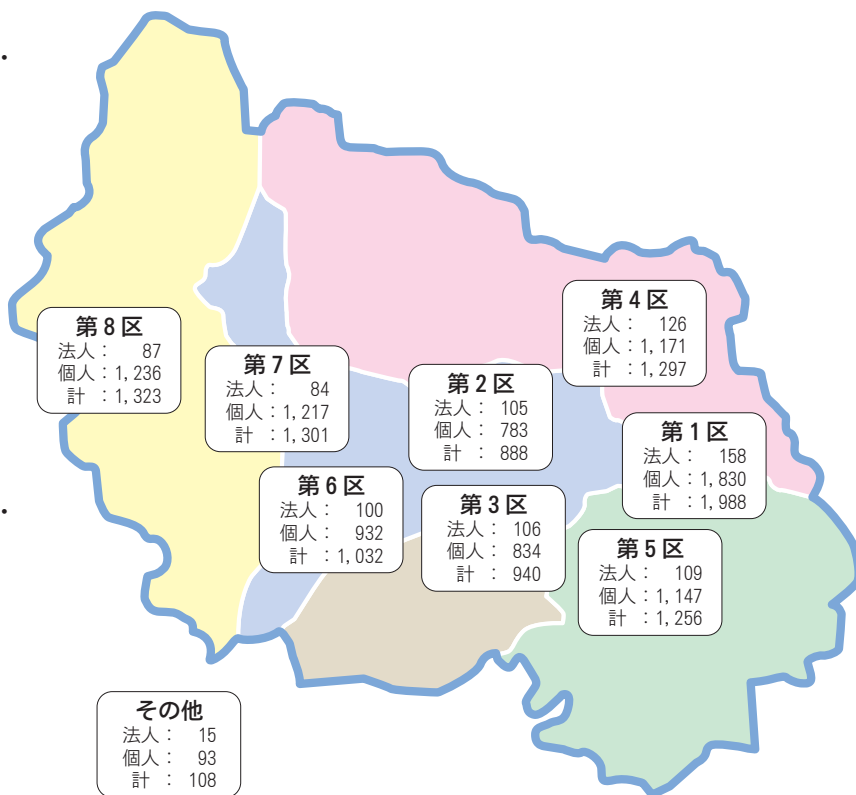 第8区
法人： 87
個人：1,236
計 ：1,323
第7区
法人： 84
個人：1,217
計 ：1,301
第2区
法人： 105
個人： 783
計 ： 888
第4区
法人： 126
個人：1,171
計 ：1,297
第1区
法人： 158
個人：1,830
計 ：1,988
第6区
法人： 100
個人： 932
計 ：1,032
第3区
法人： 106
個人： 834
計 ： 940
第5区
法人： 109
個人：1,147
計 ：1,256
その他
法人： 15
個人： 93
計 ： 108